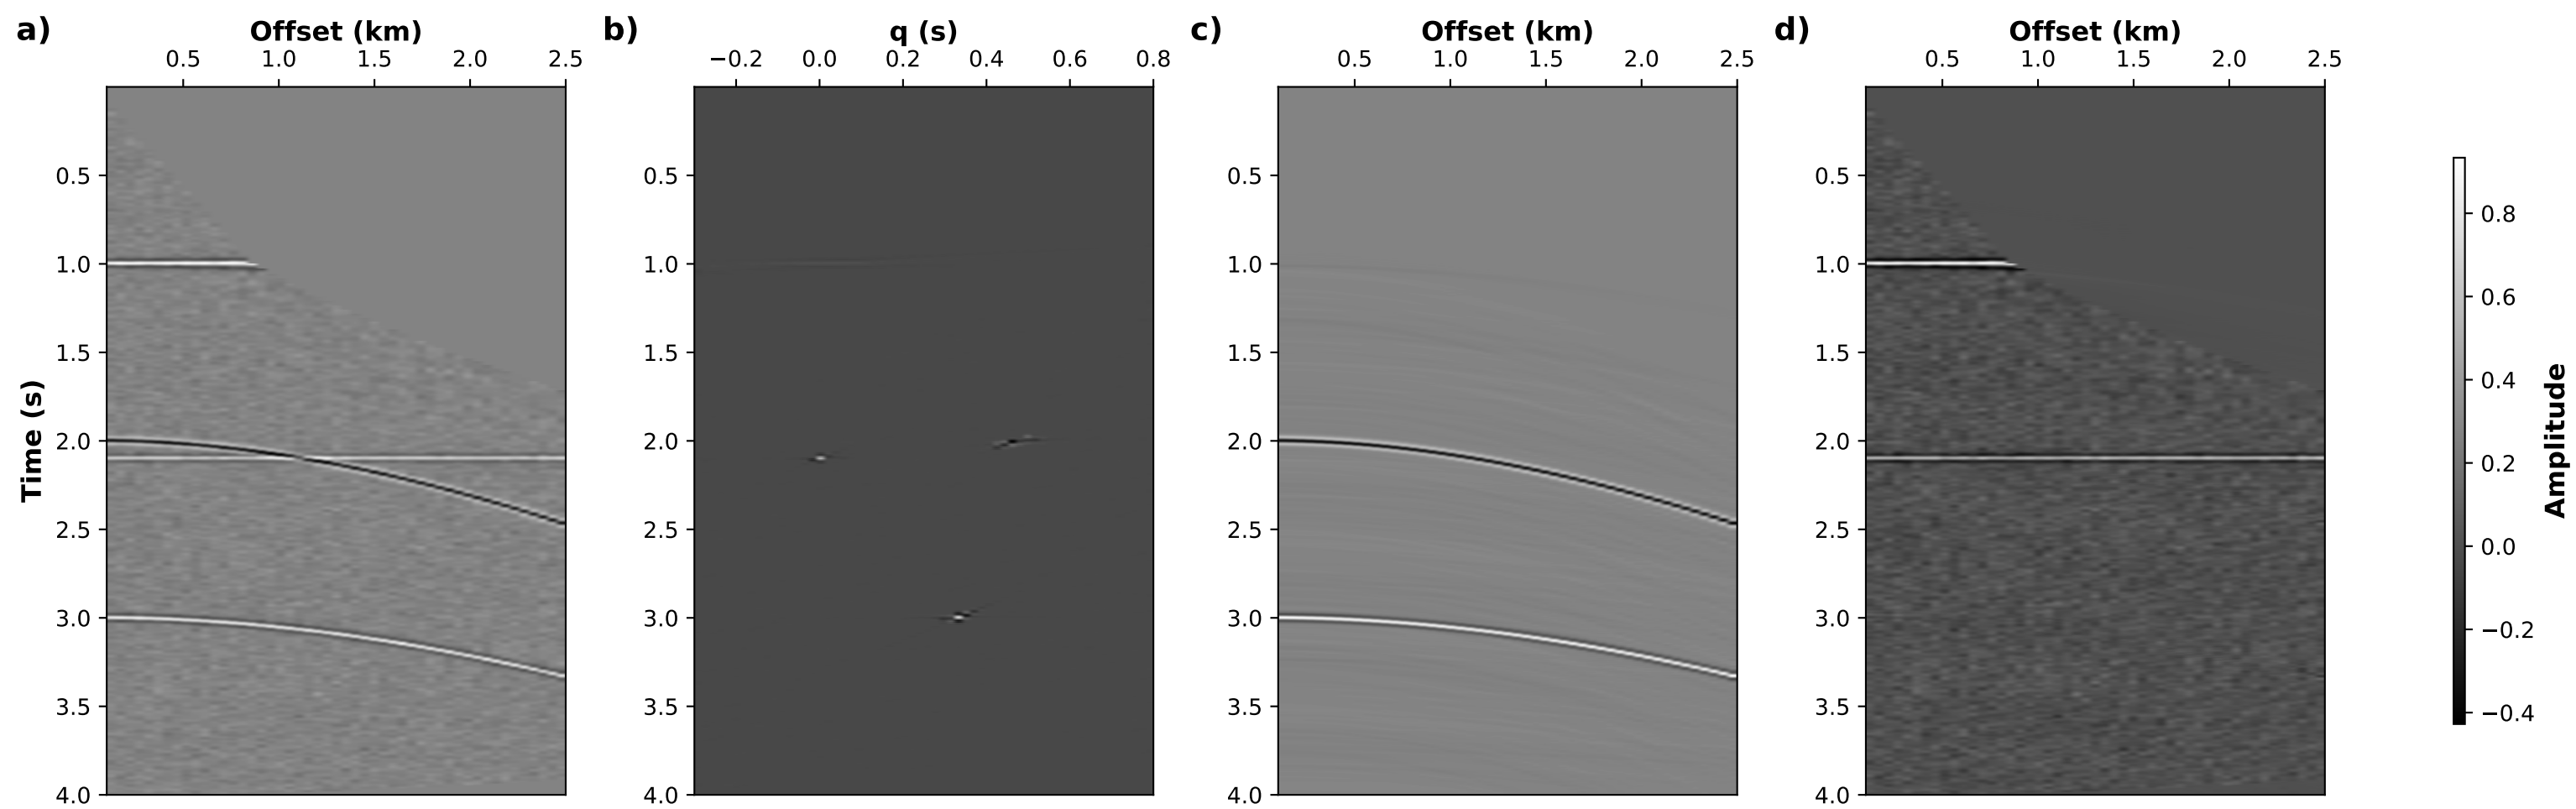 a) Offset (km) b) q (s) c) Offset (km) d) Offset (km)
0.5 1.0 1.5 2.0 2.5 −0.2 0.0 0.2 0.4 0.6 0.8 0.5 1.0 1.5 2.0 2.5 0.5 1.0 1.5 2.0 2.5
Time (s)
0.5 0.5 0.5 0.5
1.0 1.0 1.0 1.0
1.5 1.5 1.5 1.5
2.0 2.0 2.0 2.0
2.5 2.5 2.5 2.5
3.0 3.0 3.0 3.0
3.5 3.5 3.5 3.5
4.0 4.0 4.0 4.0
0.8
0.6
0.4
0.2
0.0
−0.2
−0.4
Amplitude